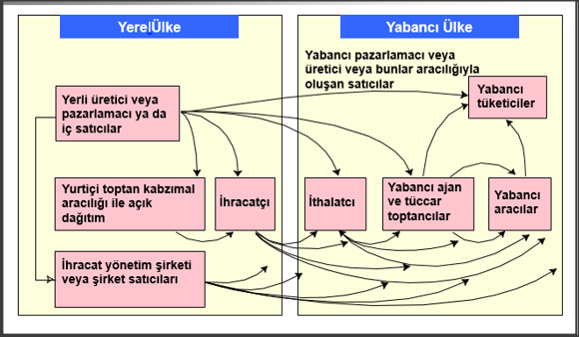 Yerel Ülke
Yabancı Ülke
Yabancı pazarlamacı veya
üretici veya bunlar aracılığıyla
oluşan satıcılar
Yabancı
tüketiciler
Yerli üretici veya
pazarlamacı ya da
iç satıcılar
Yurtiçi toptan kabzımal
aracılığı ile açık
dağıtım
İhracatçı
İthalatcı
Yabancı ajan
ve tüccar
toptancılar
Yabancı
aracılar
İhracat yönetim şirketi
veya şirket satıcıları